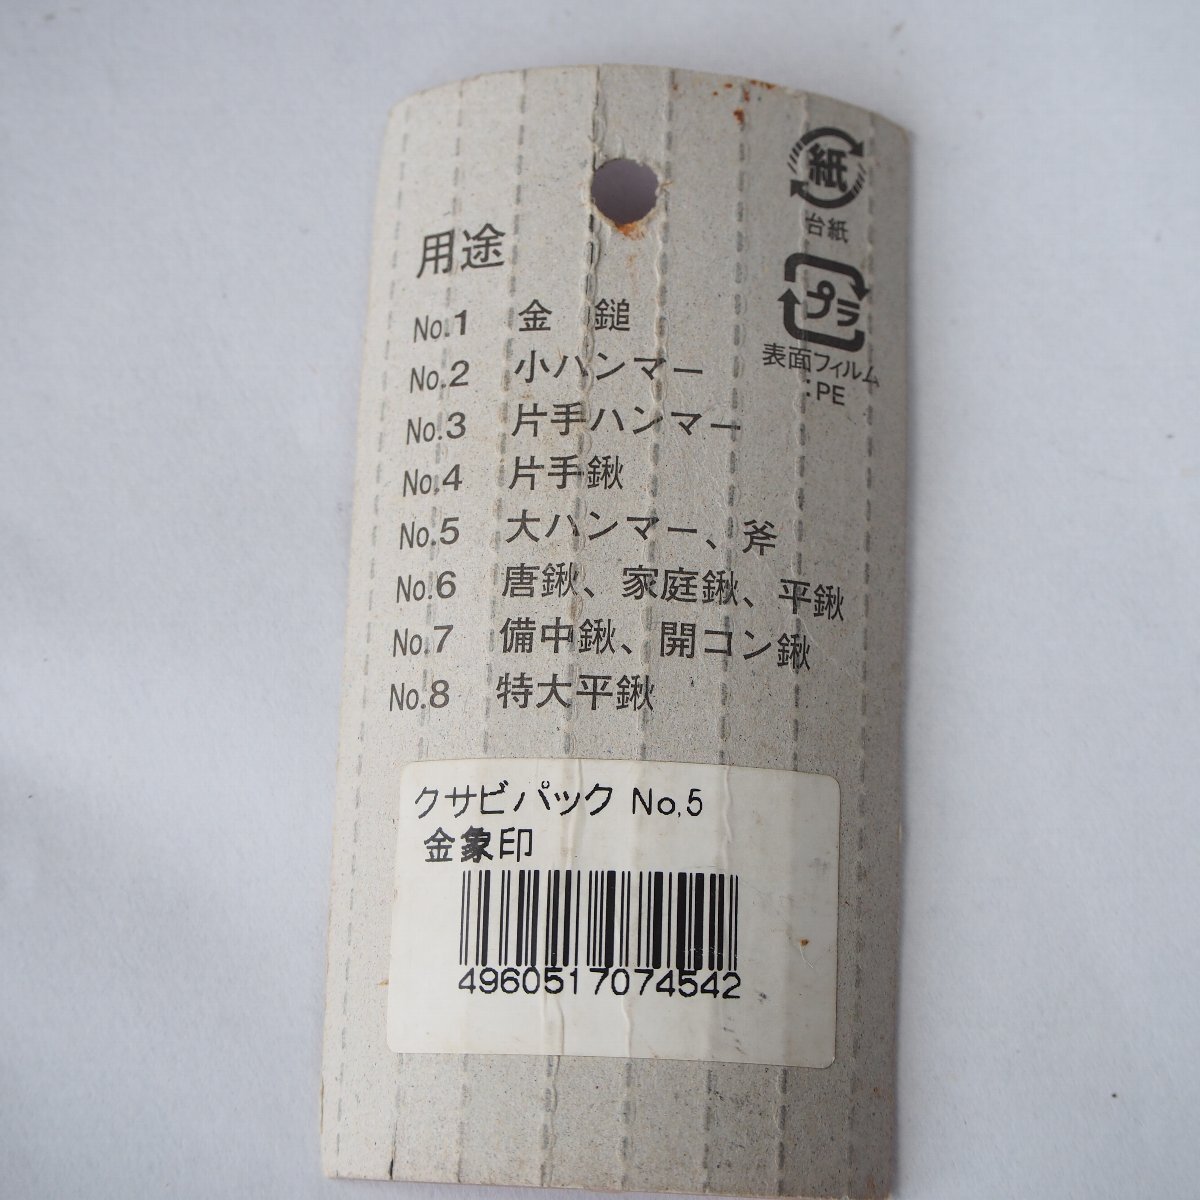 紙
台紙
プラ
表面フィルム
:PE
用途
No.1 金 鎚
No.2 小ハンマー
No.3 片手ハンマー
No.4 片手鍬
No.5 大ハンマー、斧
No.6 唐鍬、家庭鍬、平鍬
No.7 備中鍬、開コン鍬
No.8 特大平鍬
クサビパック No.5
金象印
4960517074542